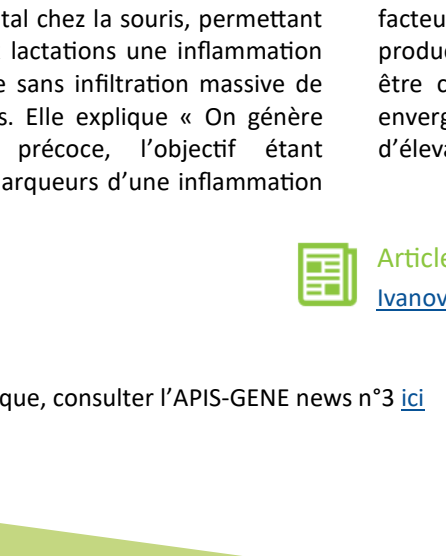 tal chez la souris, permettant
lactations une inflammation
e sans infiltration massive de
s. Elle explique « On génère
précoce, l'objectif étant
arqueurs d'une inflammation
facteu
produc
être c
enverg
d'éleva
Article
Ivanov
que, consulter l'APIS-GENE news n°3 ici